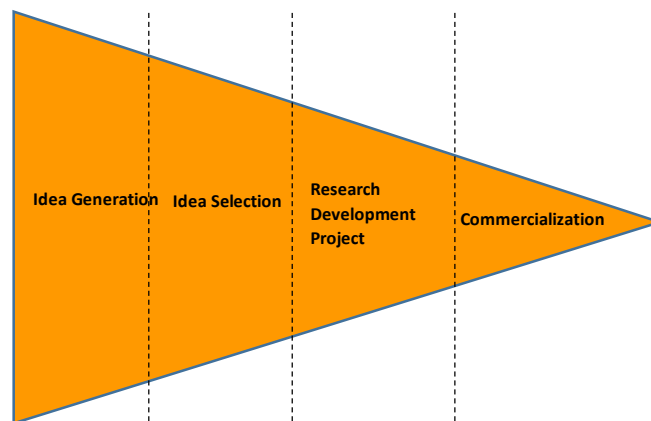 Idea Generation
Idea Selection
Research
Development
Project
Commercialization